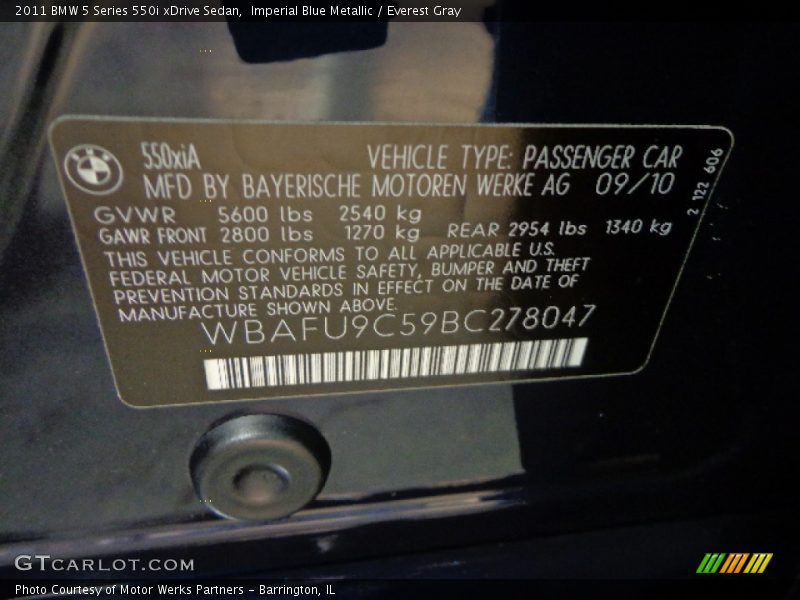 2011 BMW 5 Series 550i xDrive Sedan, Imperial Blue Metallic / Everest Gray
550xiA VEHICLE TYPE: PASSENGER CAR
MFD BY BAYERISCHE MOTOREN WERKE AG 09/10
2 122 606
GVWR 5600 lbs 2540 kg
GAWR FRONT 2800 lbs 1270 kg REAR 2954 lbs 1340 kg
THIS VEHICLE CONFORMS TO ALL APPLICABLE U.S.
FEDERAL MOTOR VEHICLE SAFETY, BUMPER AND THEFT
PREVENTION STANDARDS IN EFFECT ON THE DATE OF
MANUFACTURE SHOWN ABOVE.
WBAFU9C59BC278047
GTCARLOT.COM
Photo Courtesy of Motor Werks Partners - Barrington, IL